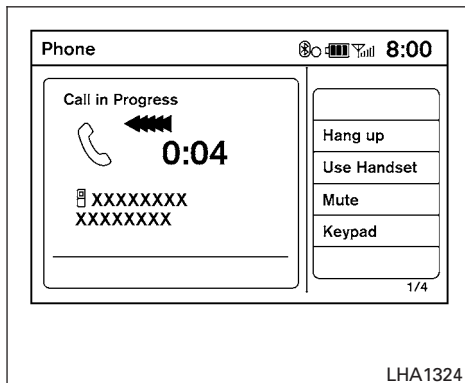 Phone 8:00
Call in Progress
0:04
XXXXXXXX
XXXXXXXX
Hang up
Use Handset
Mute
Keypad
1/4
LHA1324